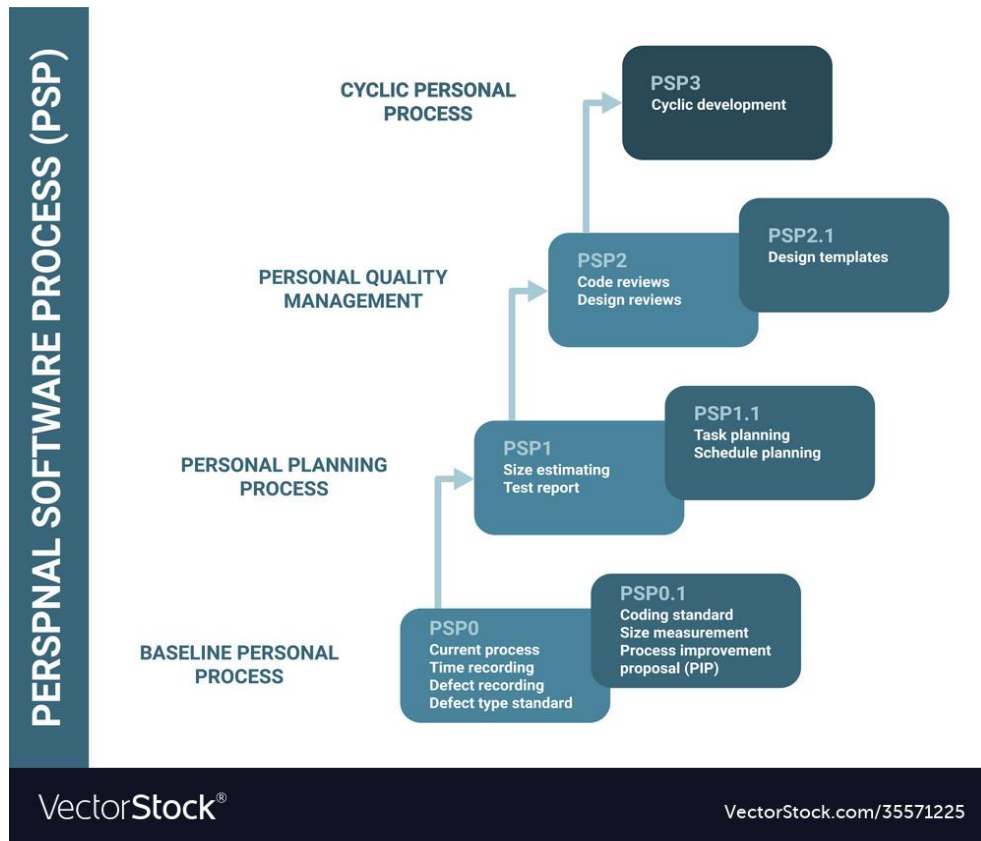 PERSPNAL SOFTWARE PROCESS (PSP)
CYCLIC PERSONAL
PROCESS
PSP3
Cyclic development
PERSONAL QUALITY
MANAGEMENT
PSP2
Code reviews
Design reviews
PSP2.1
Design templates
PERSONAL PLANNING
PROCESS
PSP1
Size estimating
Test report
PSP1.1
Task planning
Schedule planning
BASELINE PERSONAL
PROCESS
PSP0
Current process
Time recording
Defect recording
Defect type standard
PSP0.1
Coding standard
Size measurement
Process improvement
proposal (PIP)
VectorStock®
VectorStock.com/35571225